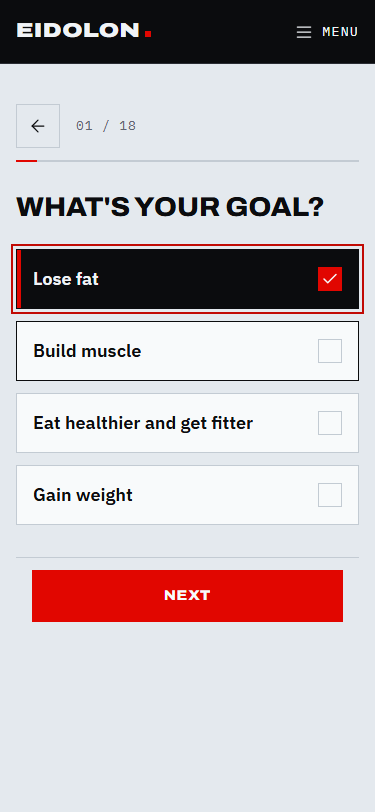 EIDOLON.
MENU
01 / 18
WHAT'S YOUR GOAL?
Lose fat
Build muscle
Eat healthier and get fitter
Gain weight
NEXT